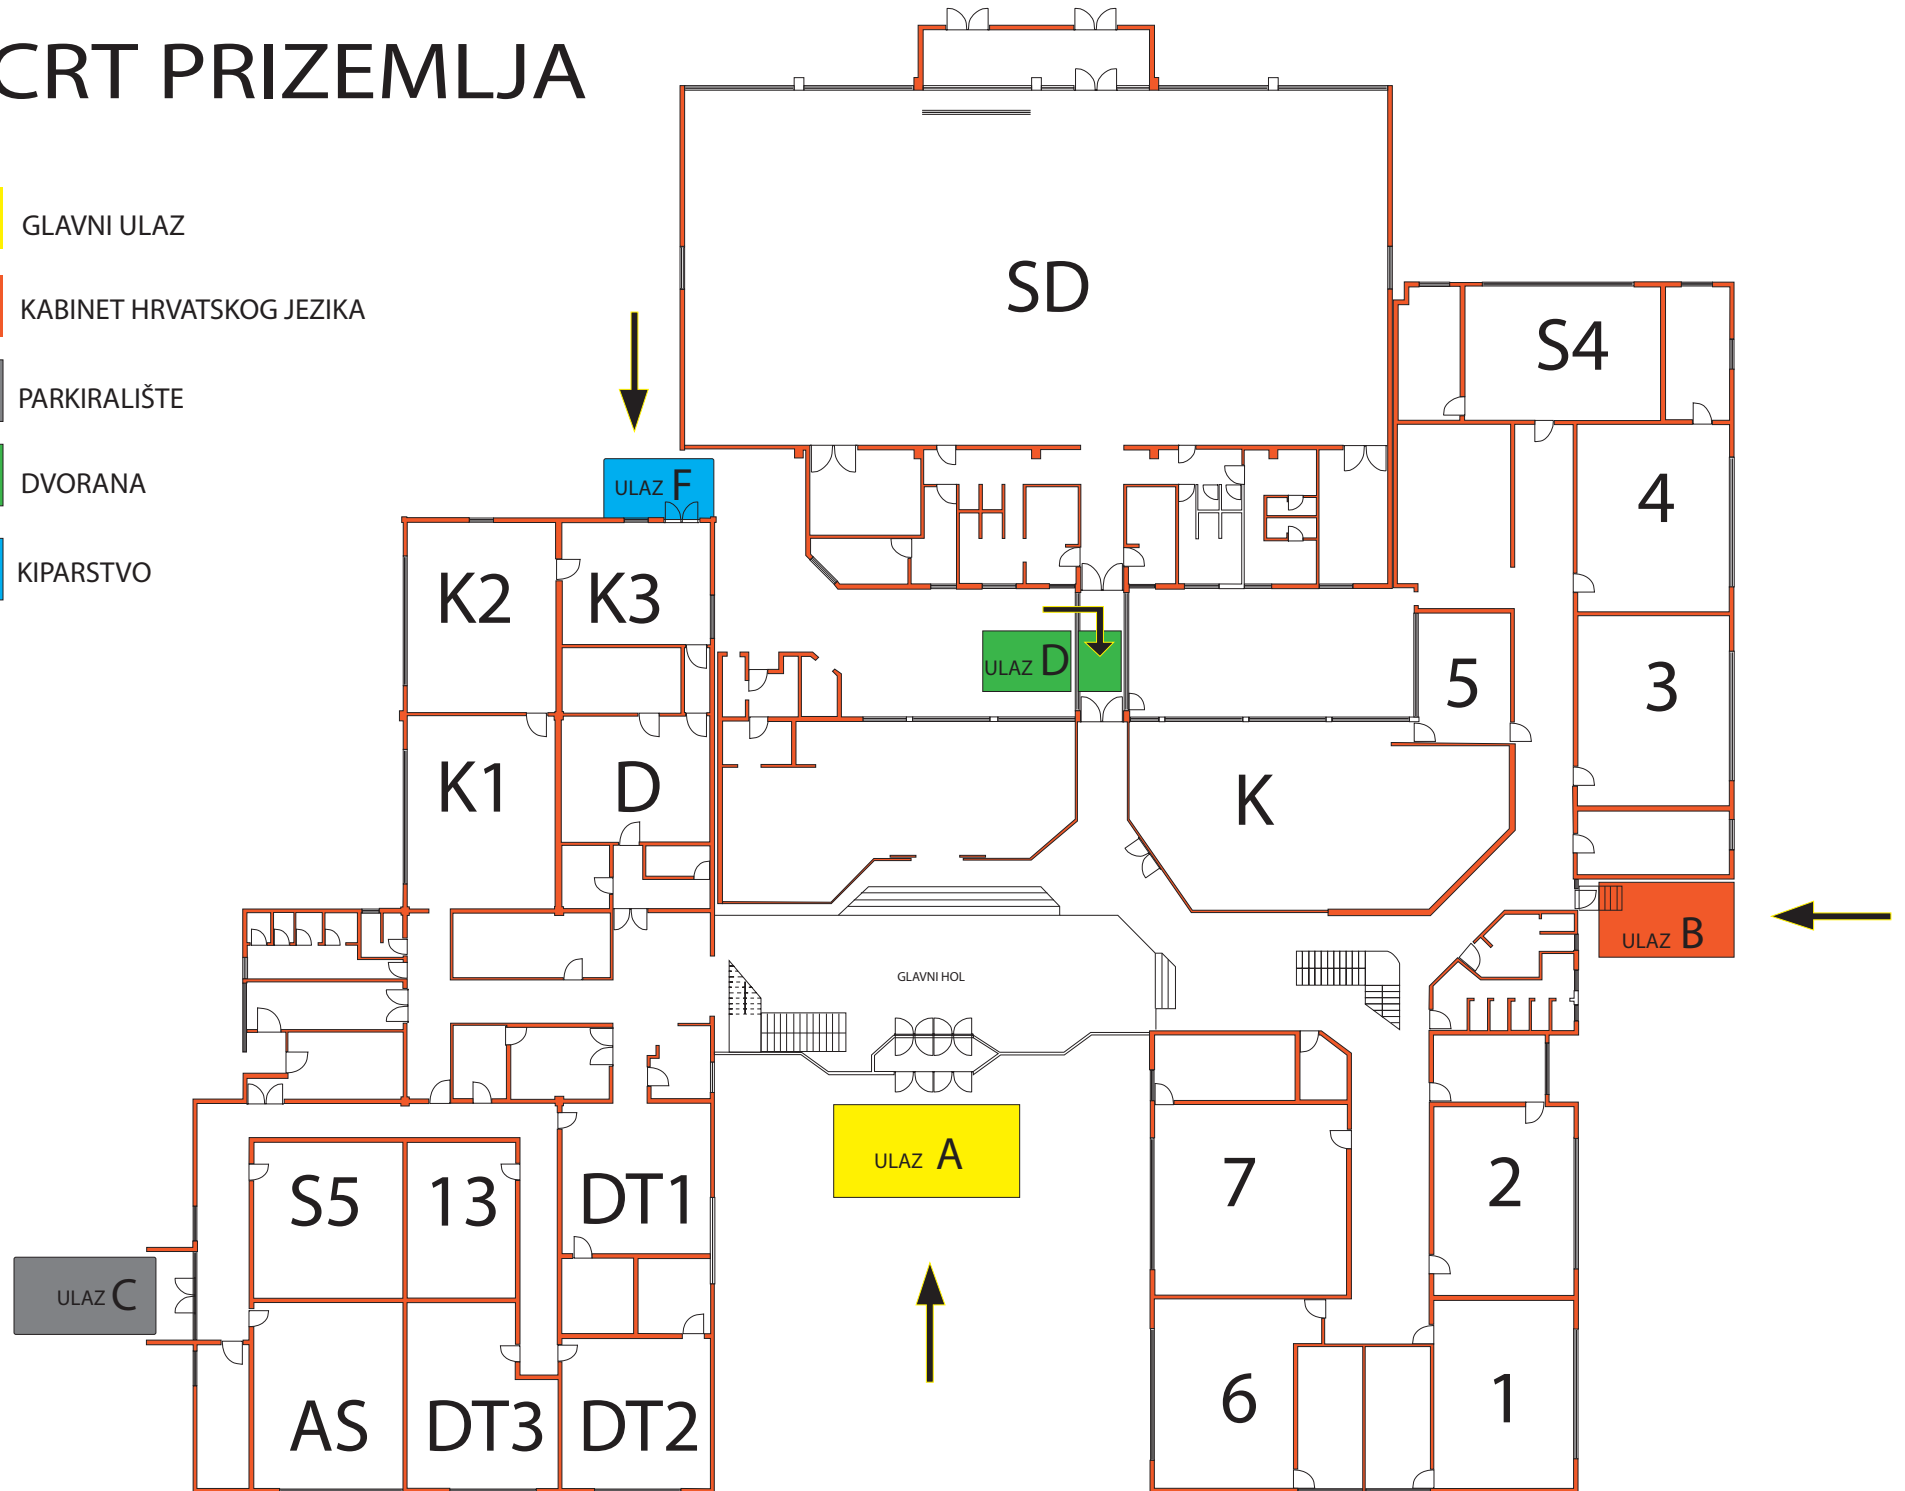 CRT PRIZEMLJA
GLAVNI ULAZ
KABINET HRVATSKOG JEZIKA
PARKIRALIŠTE
DVORANA
KIPARSTVO
SD
S4
ULAZ F
4
K2
K3
ULAZ D
5
3
K1
D
K
ULAZ B
GLAVNI HOL
ULAZ A
S5
13
DT1
7
2
ULAZ C
AS
DT3
DT2
6
1